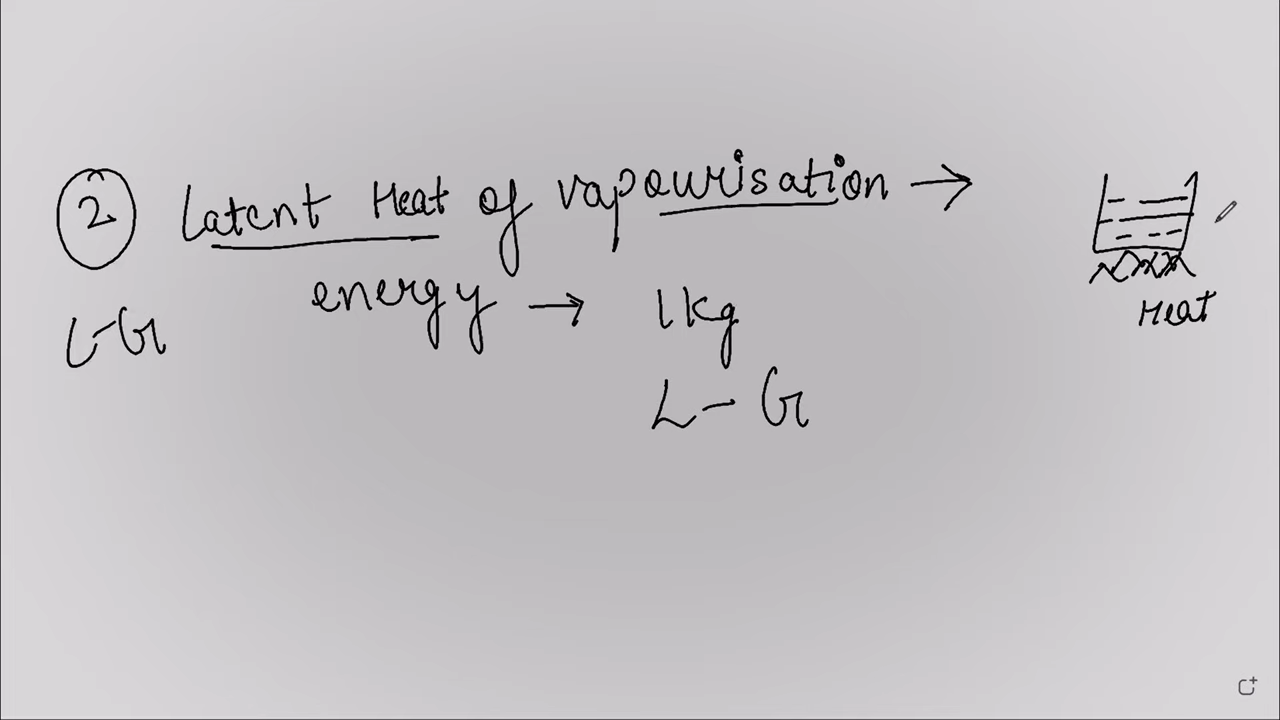 2 Latent Heat of vapourisation →
energy → 1kg
L-G
L-G
Heat